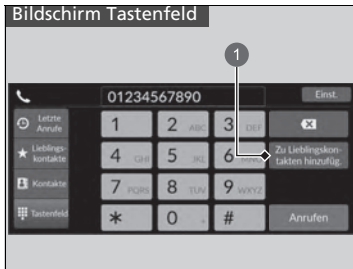 Bildschirm Tastenfeld
1
01234567890
Einst.
Letzte
Anrufe
1
2 ABC
3 DEF
Lieblings-
kontakte
4 GHI
5 JKL
6 MNO
Zu Lieblingskon-
takten hinzufüg.
Kontakte
7 PQRS
8 TUV
9 WXYZ
Tastenfeld
*
0 +
#
Anrufen